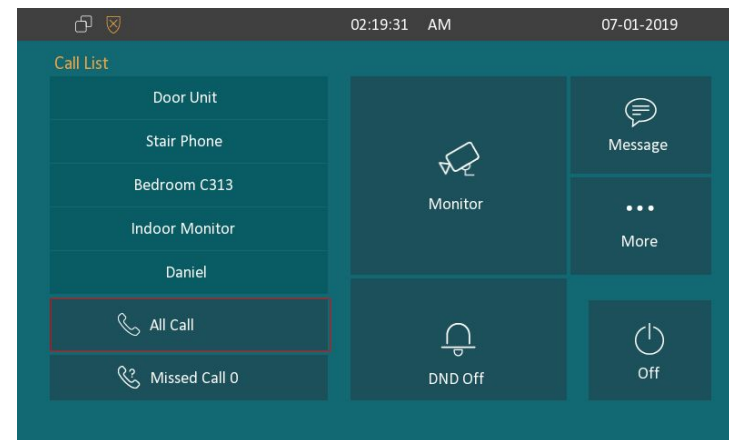 02:19:31 AM 07-01-2019
Call List
Door Unit
Stair Phone
Bedroom C313
Indoor Monitor
Daniel
All Call
Missed Call 0
Monitor
DND Off
Message
More
Off